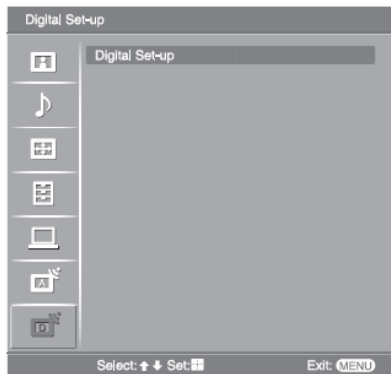 Digital Set-up
Digital Set-up
A
D
Select: Set: Exit: MENU